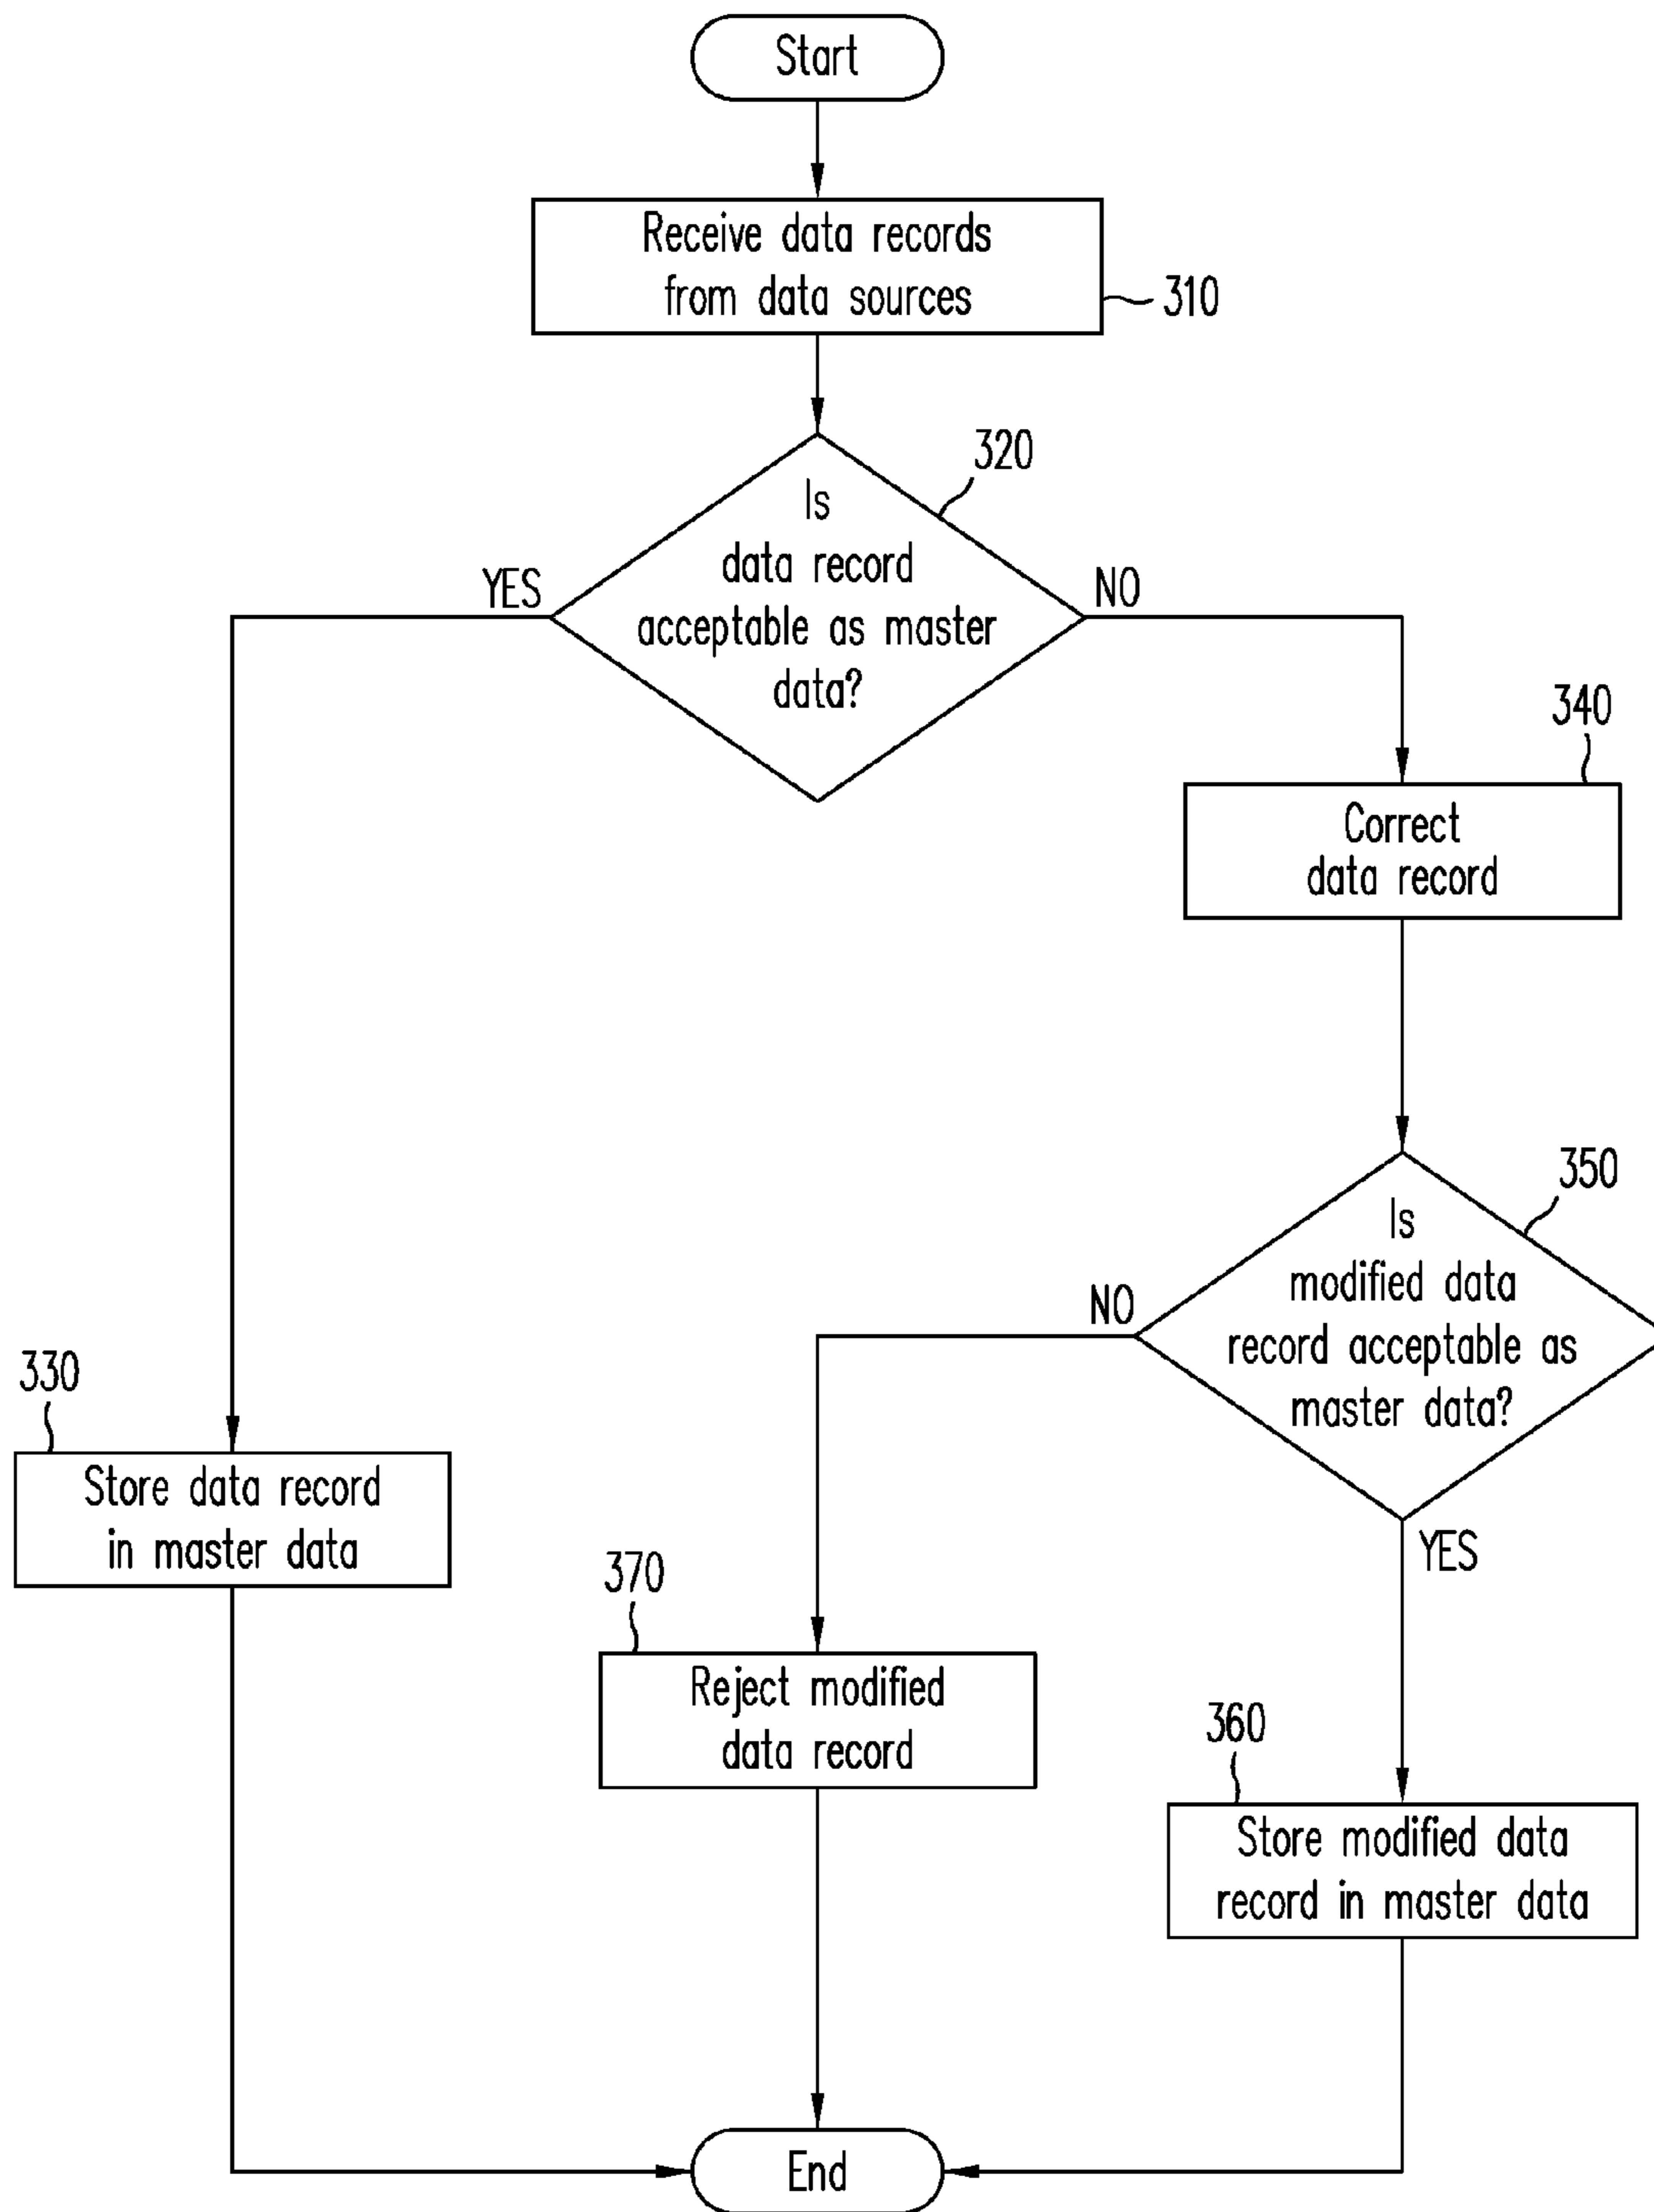 Start
Receive data records
from data sources
310
320
Is
data record
acceptable as master
data?
YES
NO
340
Correct
data record
350
Is
modified data
record acceptable as
master data?
NO
YES
330
Store data record
in master data
370
Reject modified
data record
360
Store modified data
record in master data
End